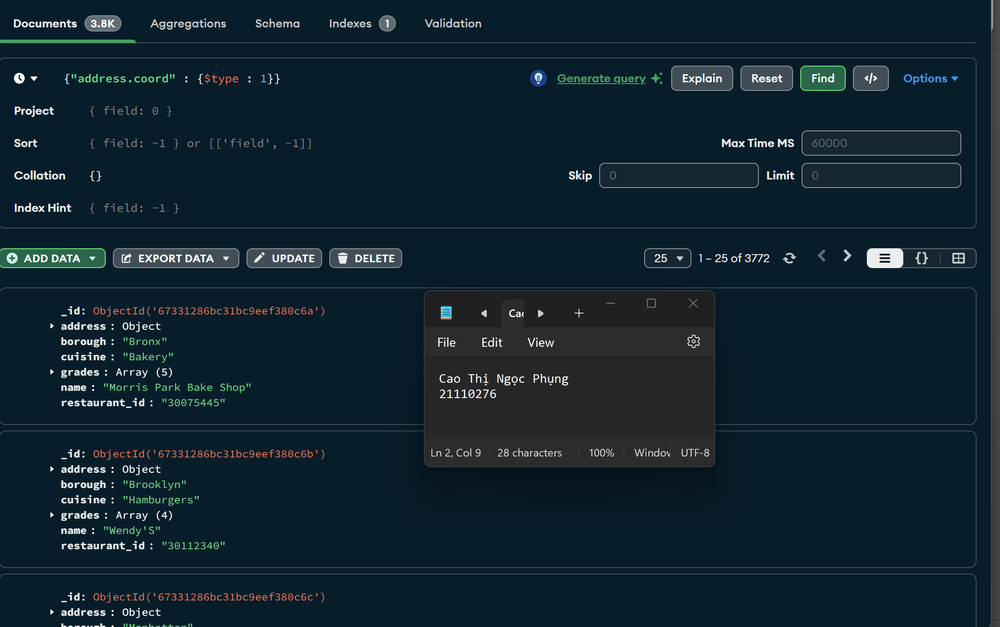 Documents 3.8K Aggregations Schema Indexes 1 Validation
{"address.coord" : {$type : 1}} Generate query Explain Reset Find </> Options
Project { field: 0 }
Sort { field: -1 } or [['field', -1]] Max Time MS 60000
Collation {} Skip 0 Limit 0
Index Hint { field: -1 }
ADD DATA EXPORT DATA UPDATE DELETE 25 1 – 25 of 3772 {}
_id: ObjectId('67331286bc31bc9eef380c6a')
address : Object
borough : "Bronx"
cuisine : "Bakery"
grades : Array (5)
name : "Morris Park Bake Shop"
restaurant_id : "30075445"
Cao
File Edit View
Cao Thị Ngọc Phụng
21110276
Ln 2, Col 9 28 characters 100% Window UTF-8
_id: ObjectId('67331286bc31bc9eef380c6b')
address : Object
borough : "Brooklyn"
cuisine : "Hamburgers"
grades : Array (4)
name : "Wendy'S"
restaurant_id : "30112340"
_id: ObjectId('67331286bc31bc9eef380c6c')
address : Object
borough : "Manhattan"